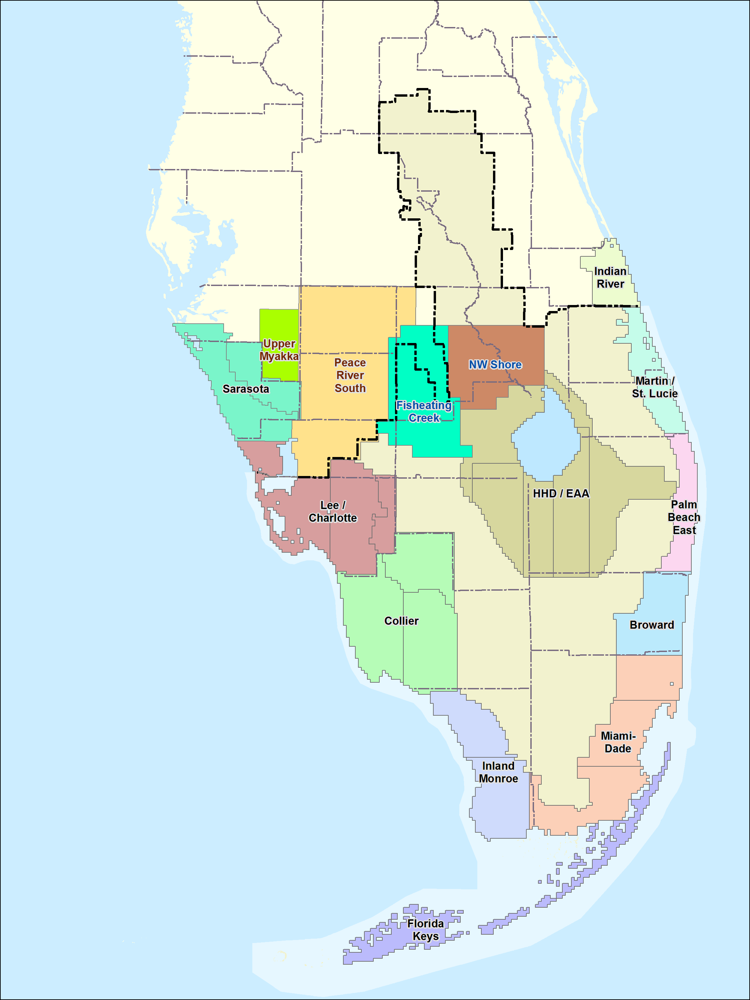 Indian
River
Upper
Myakka
Peace
River
South
NW Shore
Sarasota
Martin /
St. Lucie
Fisheating
Creek
HHD / EAA
Lee /
Charlotte
Palm
Beach
East
Collier
Broward
Miami-
Dade
Inland
Monroe
Florida
Keys